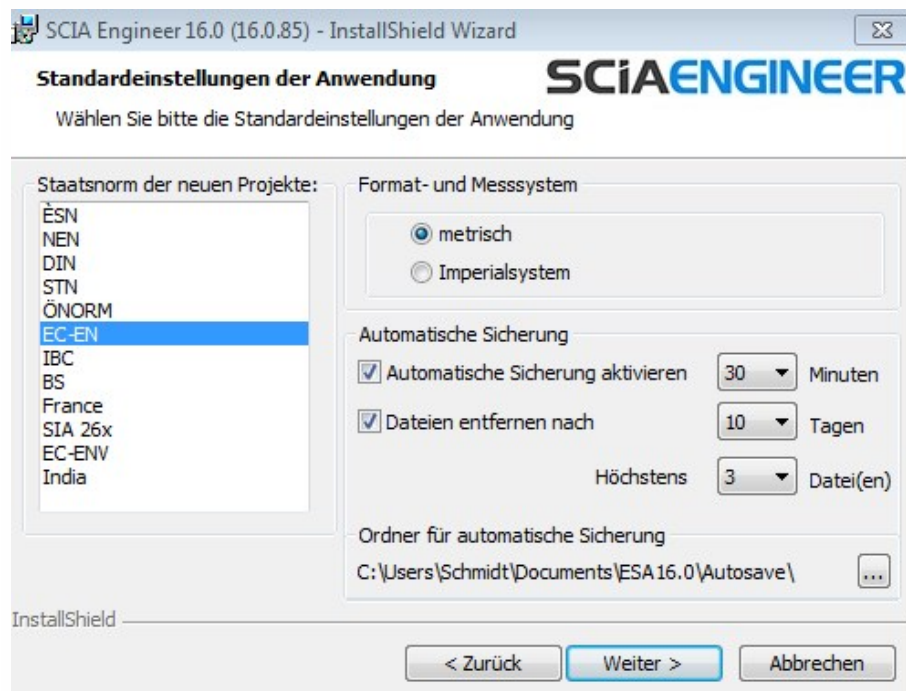 SCIA Engineer 16.0 (16.0.85) - InstallShield Wizard
Standardeinstellungen der Anwendung
SCiAENGINEER
Wählen Sie bitte die Standardeinstellungen der Anwendung
Staatsnorm der neuen Projekte:
ÈSN
NEN
DIN
STN
ÖNORM
EC-EN
IBC
BS
France
SIA 26x
EC-ENV
India
Format- und Messsystem
metrisch
Imperialsystem
Automatische Sicherung
Automatische Sicherung aktivieren 30 Minuten
Dateien entfernen nach 10 Tagen
Höchstens 3 Datei(en)
Ordner für automatische Sicherung
C:\Users\Schmidt\Documents\ESA16.0\Autosave\ ...
InstallShield
< Zurück Weiter > Abbrechen